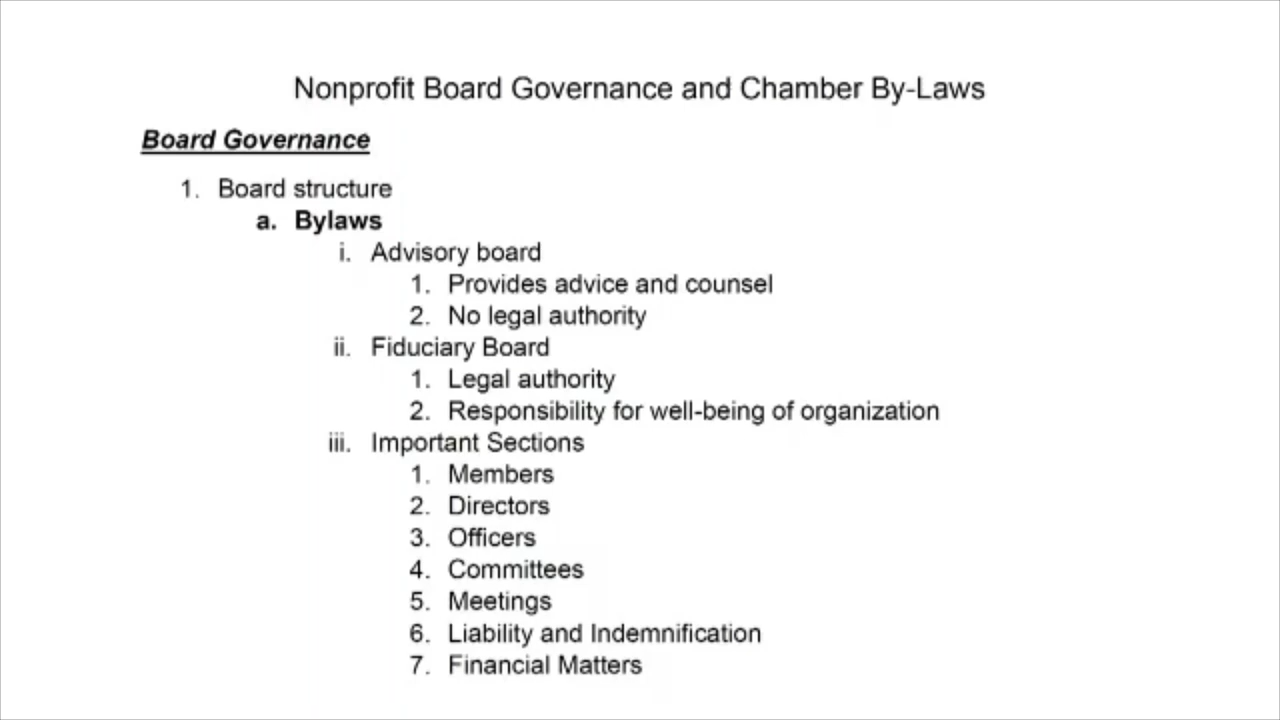 Nonprofit Board Governance and Chamber By-Laws
Board Governance
1. Board structure
a. Bylaws
i. Advisory board
1. Provides advice and counsel
2. No legal authority
ii. Fiduciary Board
1. Legal authority
2. Responsibility for well-being of organization
iii. Important Sections
1. Members
2. Directors
3. Officers
4. Committees
5. Meetings
6. Liability and Indemnification
7. Financial Matters